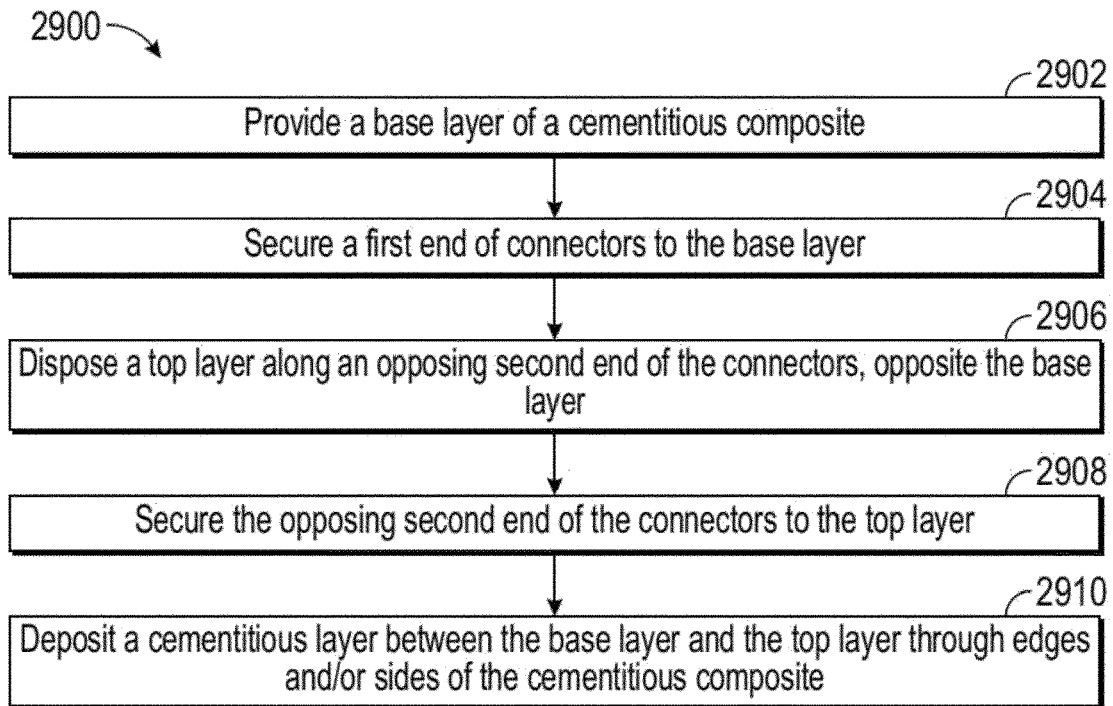 2900
2902
Provide a base layer of a cementitious composite
2904
Secure a first end of connectors to the base layer
2906
Dispose a top layer along an opposing second end of the connectors, opposite the base
layer
2908
Secure the opposing second end of the connectors to the top layer
2910
Deposit a cementitious layer between the base layer and the top layer through edges
and/or sides of the cementitious composite